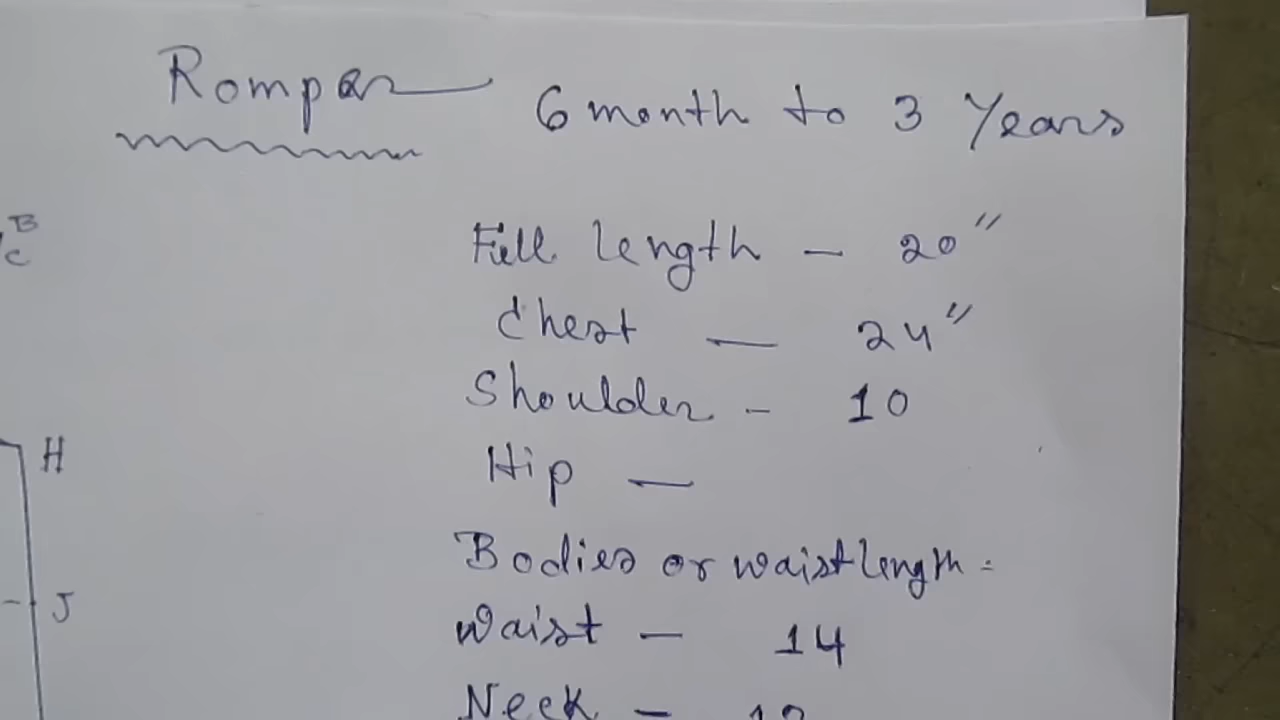 Romper
6 month to 3 Years
B
C
Full length - 20"
Chest - 24"
Shoulder - 10
Hip -
H
Bodies or waist length =
J
Waist - 14
Neck -